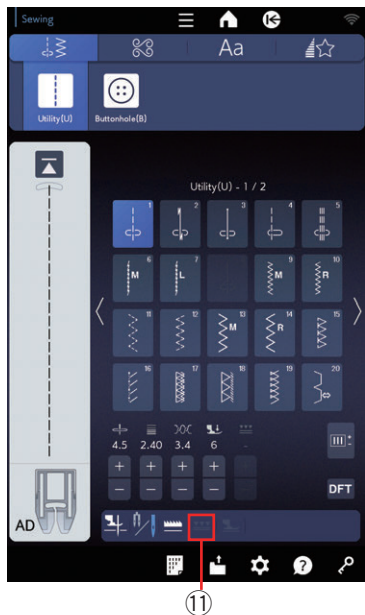 Sewing
Aa
Utility(U)
Buttonhole(B)
Utility(U) - 1 / 2
1 2 3 4 5
6 M 7 L 9 M 10 R
11 12 13 M 14 R 15
16 17 18 19 20
4.5 2.40 3.4 6 -
+ + + +
- - - -
DFT
AD
?
⑪